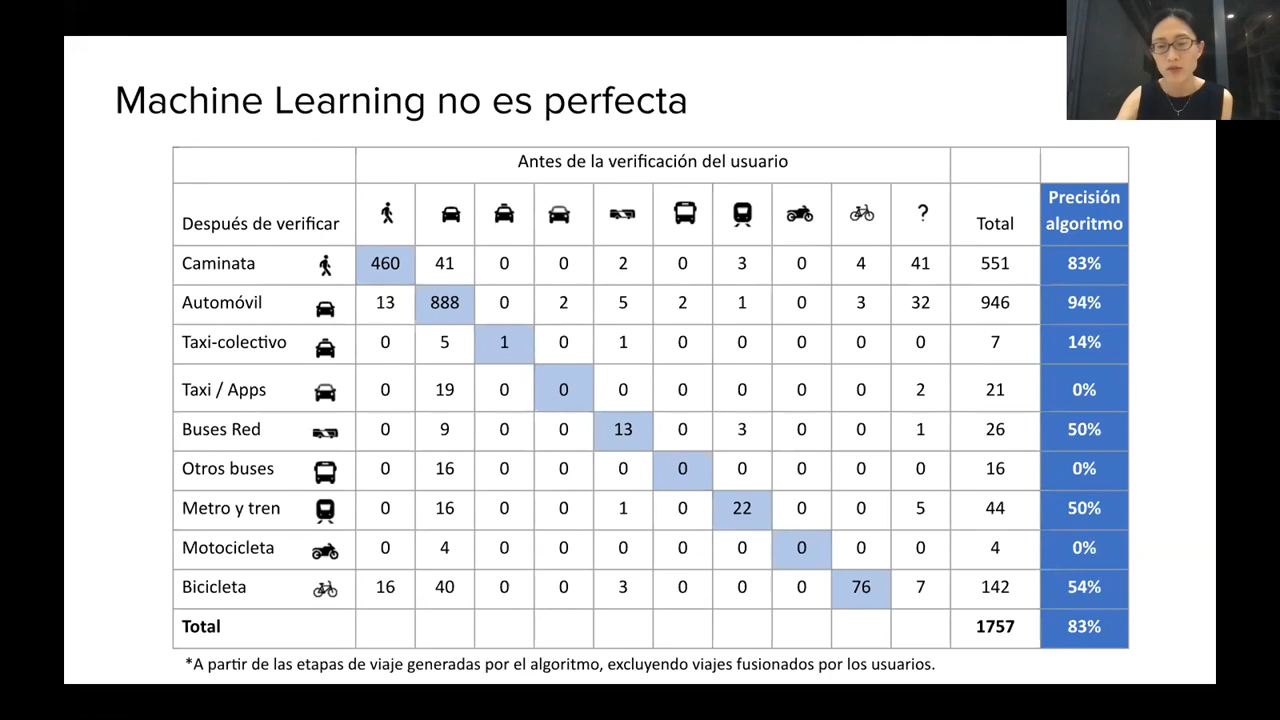 Machine Learning no es perfecta
Antes de la verificación del usuario
Después de verificar ? Total Precisión algoritmo
Caminata 460 41 0 0 2 0 3 0 4 41 551 83%
Automóvil 13 888 0 2 5 2 1 0 3 32 946 94%
Taxi-colectivo 0 5 1 0 1 0 0 0 0 0 7 14%
Taxi / Apps 0 19 0 0 0 0 0 0 0 2 21 0%
Buses Red 0 9 0 0 13 0 3 0 0 1 26 50%
Otros buses 0 16 0 0 0 0 0 0 0 0 16 0%
Metro y tren 0 16 0 0 1 0 22 0 0 5 44 50%
Motocicleta 0 4 0 0 0 0 0 0 0 0 4 0%
Bicicleta 16 40 0 0 3 0 0 0 76 7 142 54%
Total 1757 83%
*A partir de las etapas de viaje generadas por el algoritmo, excluyendo viajes fusionados por los usuarios.